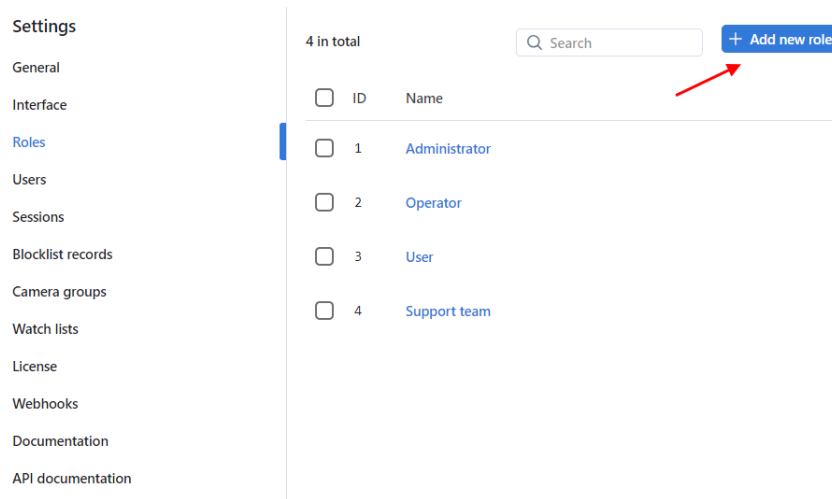 Settings
General
Interface
Roles
Users
Sessions
Blocklist records
Camera groups
Watch lists
License
Webhooks
Documentation
API documentation
4 in total
Search
+ Add new role
ID Name
1 Administrator
2 Operator
3 User
4 Support team